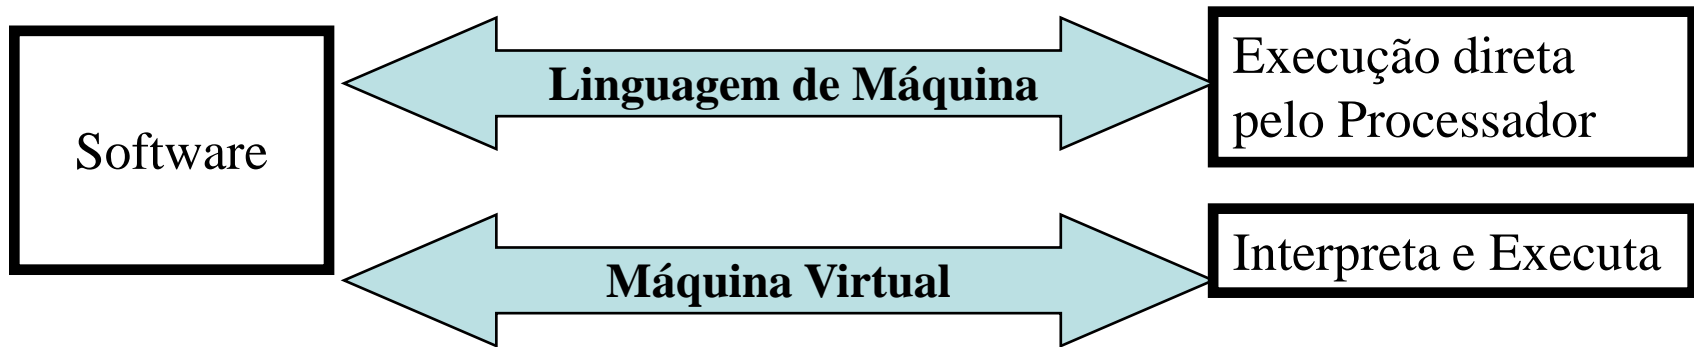 Software
Linguagem de Máquina
Execução direta
pelo Processador
Máquina Virtual
Interpreta e Executa